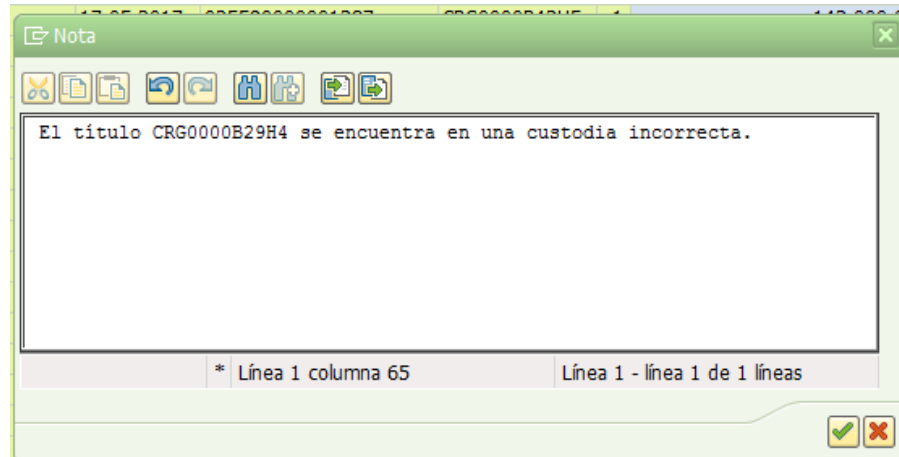 Nota
El título CRG0000B29H4 se encuentra en una custodia incorrecta.
* Línea 1 columna 65 Línea 1 - línea 1 de 1 líneas